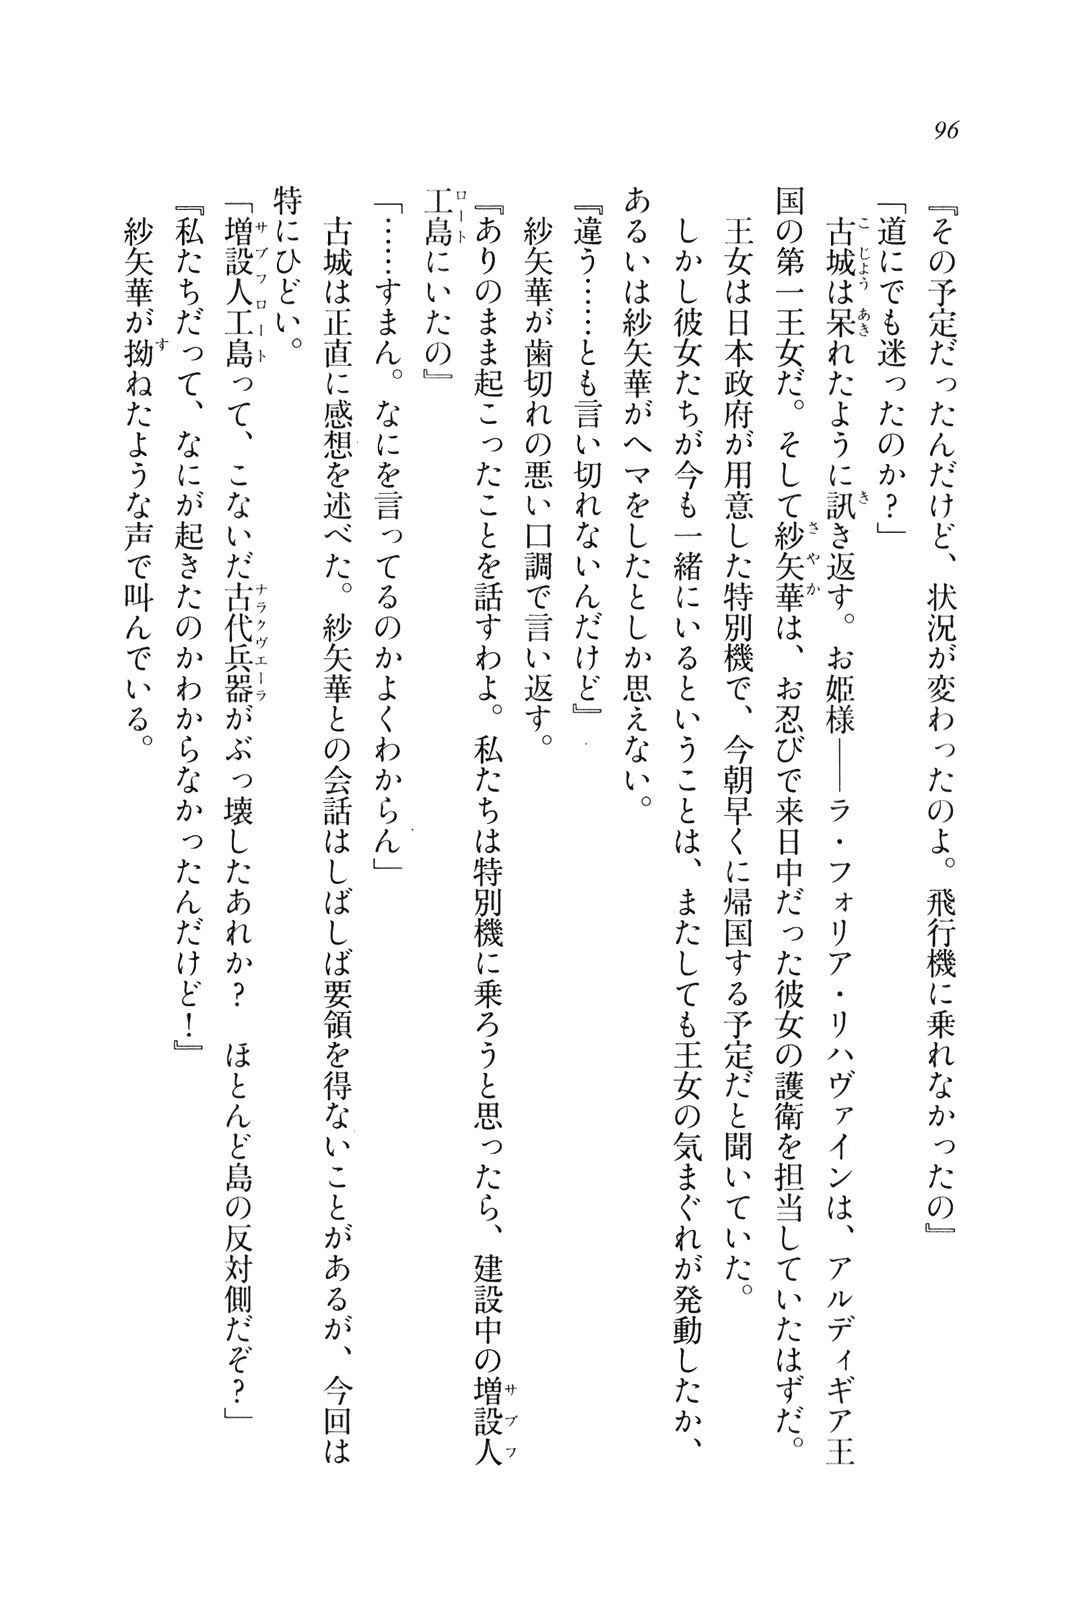 96
『その予定だったんだけど、状況が変わったのよ。飛行機に乗れなかったの』
「道にでも迷ったのか？」
　古城は呆れたように訊き返す。お姫様――ラ・フォリア・リハヴァインは、アルディギア王
国の第一王女だ。そして紗矢華は、お忍びで来日中だった彼女の護衛を担当していたはずだ。
　王女は日本政府が用意した特別機で、今朝早くに帰国する予定だと聞いていた。
　しかし彼女たちが今も一緒にいるということは、またしても王女の気まぐれが発動したか、
あるいは紗矢華がヘマをしたとしか思えない。
『違う……とも言い切れないんだけど』
　紗矢華が歯切れの悪い口調で言い返す。
『ありのまま起こったことを話すわよ。私たちは特別機に乗ろうと思ったら、建設中の増設人
工島にいたの』
「……すまん。なにを言ってるのかよくわからん」
　古城は正直に感想を述べた。紗矢華との会話はしばしば要領を得ないことがあるが、今回は
特にひどい。
「増設人工島って、こないだ古代兵器がぶっ壊したあれか？　ほとんど島の反対側だぞ？」
『私たちだって、なにが起きたのかわからなかったんだけど！』
　紗矢華が拗ねたような声で叫んでいる。